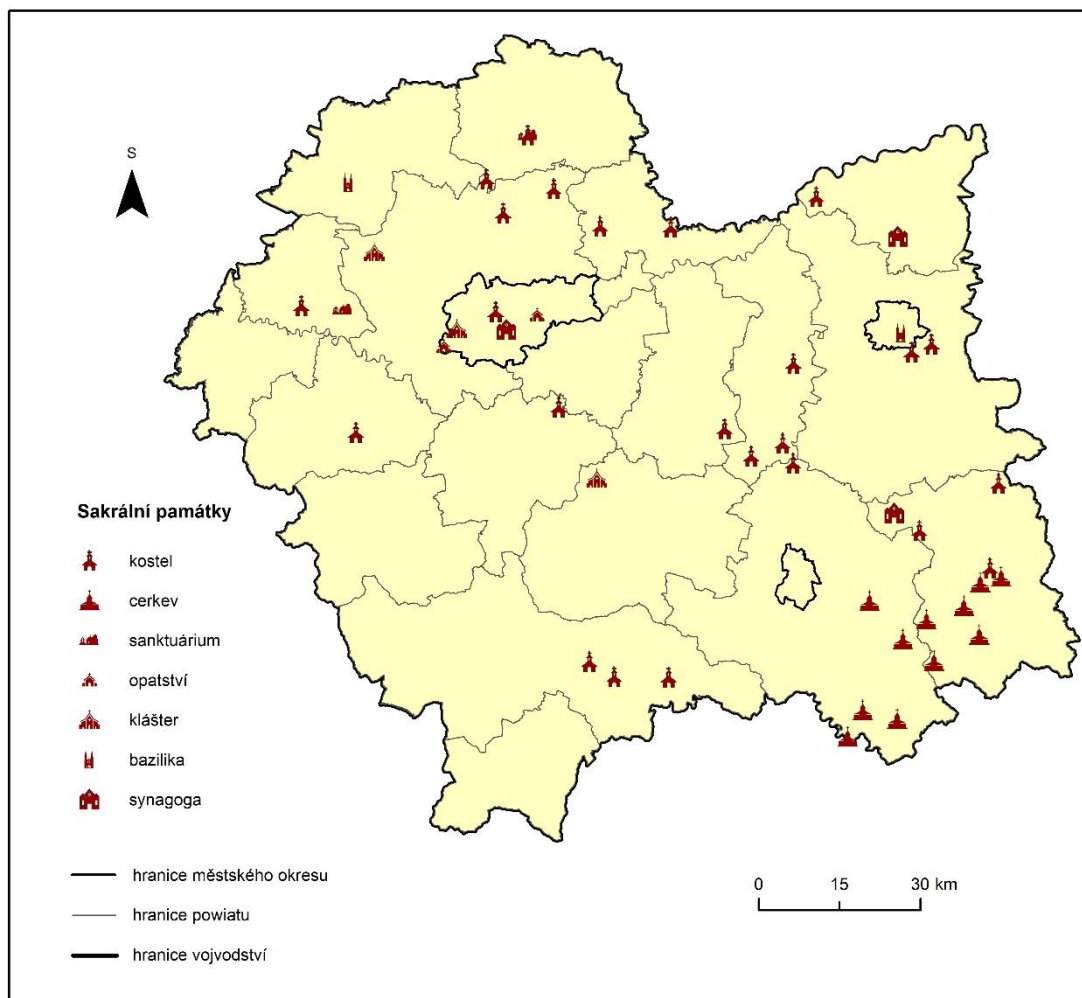 S
Sakrální památky
kostel
cerkev
sanktuárium
opatství
klášter
bazilika
synagoga
hranice městského okresu
hranice powiatu
hranice vojvodství
0 15 30 km